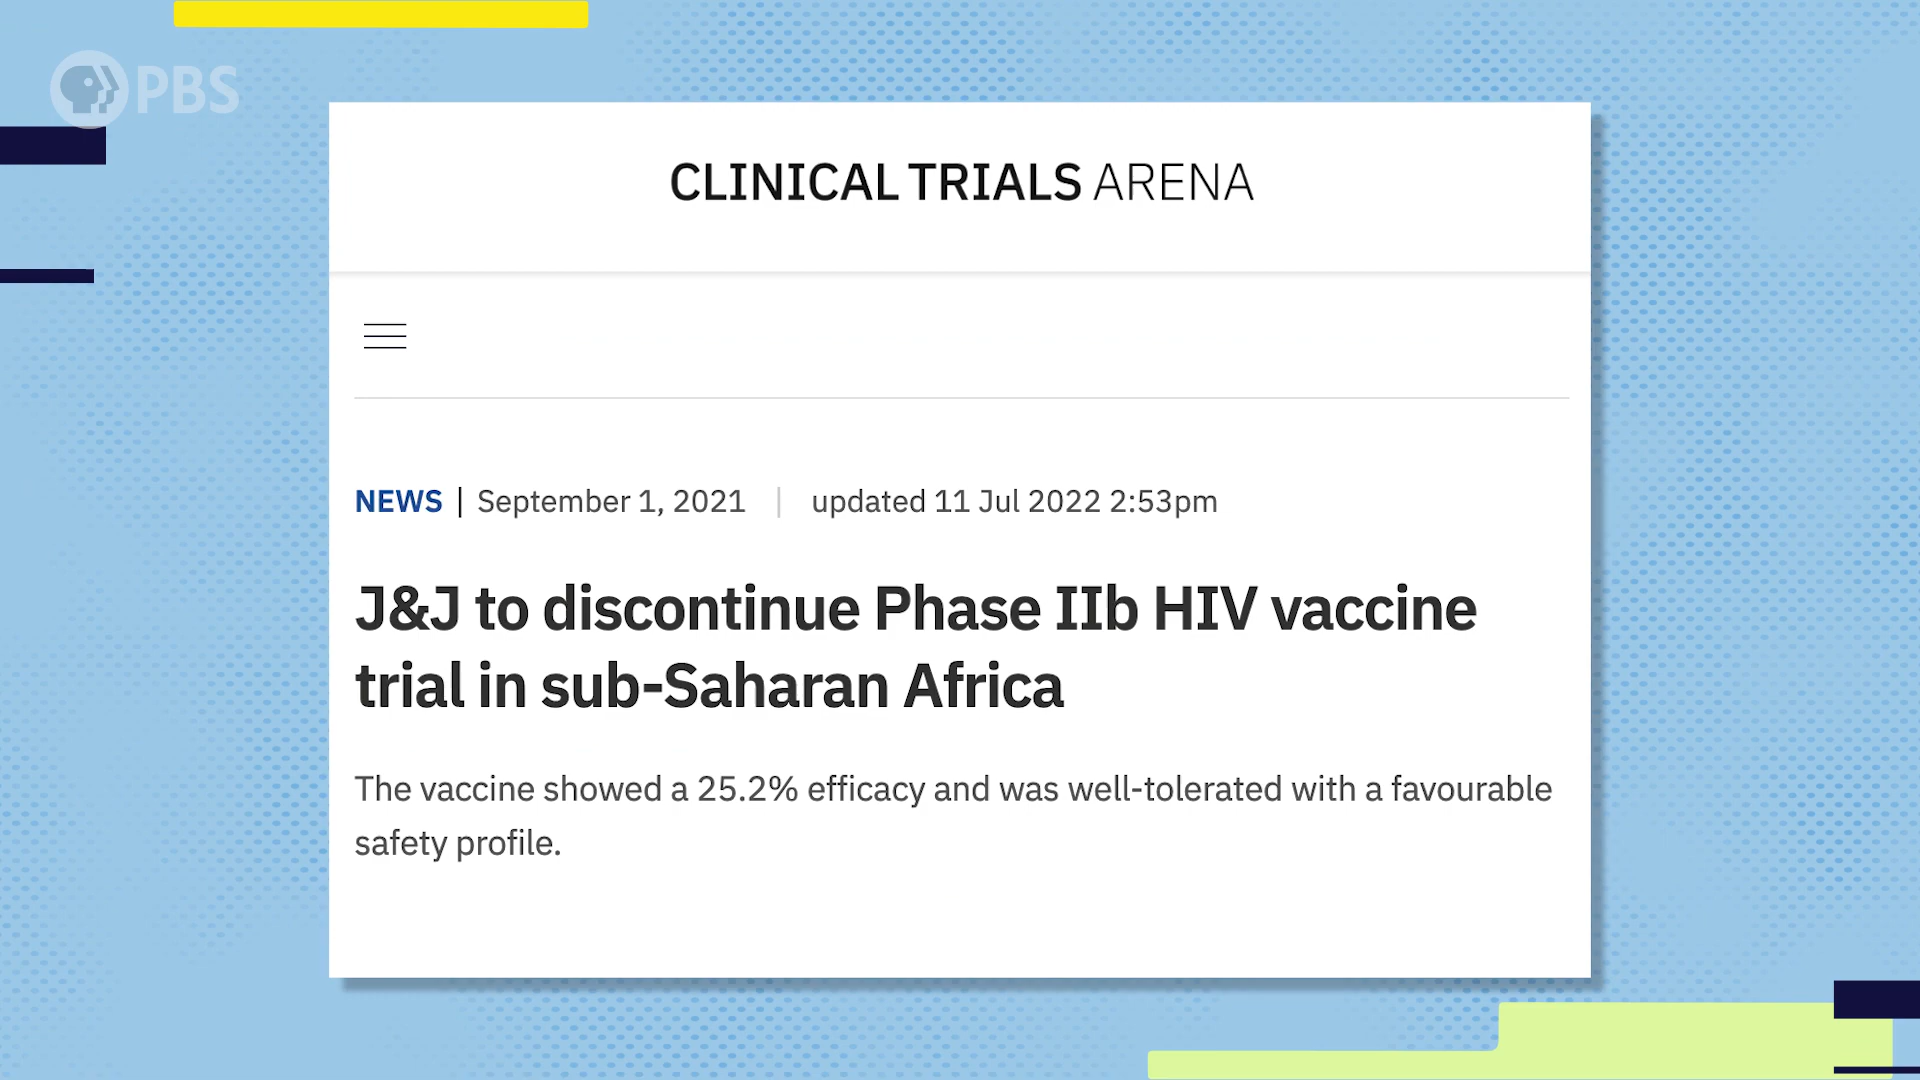 PBS
CLINICAL TRIALS ARENA
NEWS | September 1, 2021 | updated 11 Jul 2022 2:53pm
J&J to discontinue Phase IIb HIV vaccine
trial in sub-Saharan Africa
The vaccine showed a 25.2% efficacy and was well-tolerated with a favourable
safety profile.